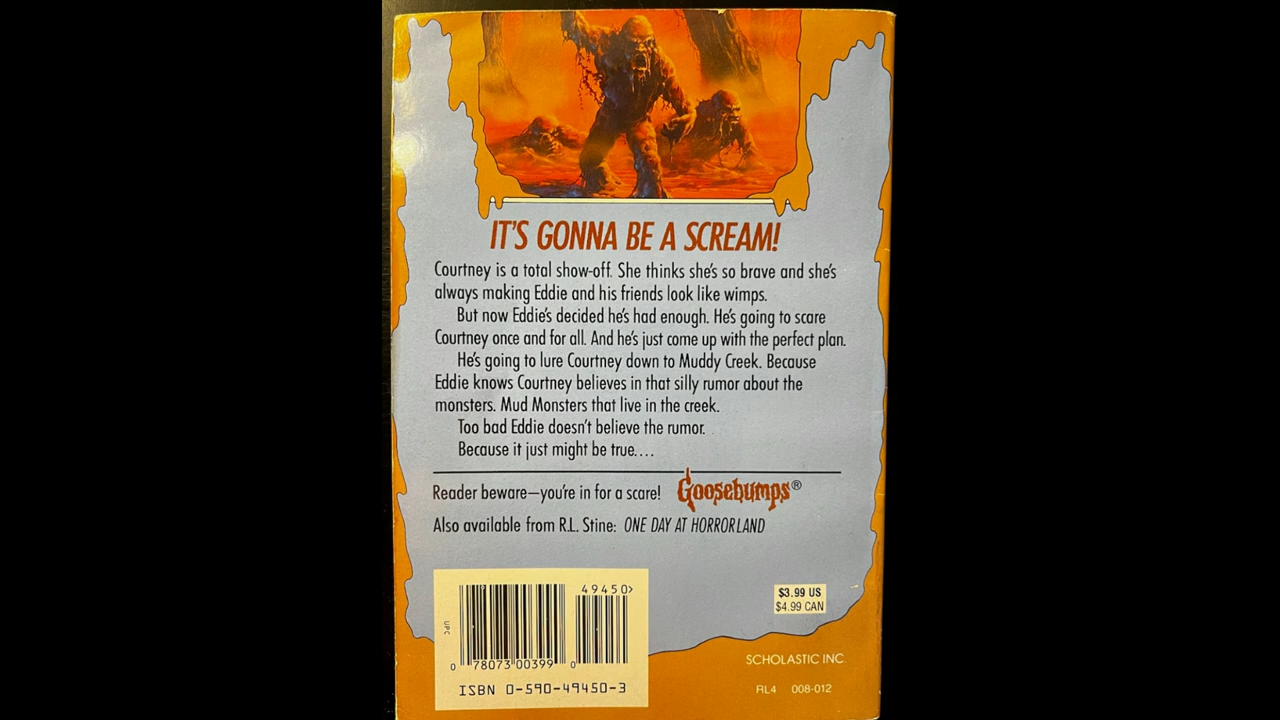 IT'S GONNA BE A SCREAM!
Courtney is a total show-off. She thinks she's so brave and she's
always making Eddie and his friends look like wimps.
But now Eddie's decided he's had enough. He's going to scare
Courtney once and for all. And he's just come up with the perfect plan.
He's going to lure Courtney down to Muddy Creek. Because
Eddie knows Courtney believes in that silly rumor about the
monsters. Mud Monsters that live in the creek.
Too bad Eddie doesn't believe the rumor.
Because it just might be true....
Reader beware—you're in for a scare! Goosebumps®
Also available from R.L. Stine: ONE DAY AT HORRORLAND
49450>
$3.99 US
$4.99 CAN
UPC
0 78073 00399 0
ISBN 0-590-49450-3
SCHOLASTIC INC.
RL4 008-012